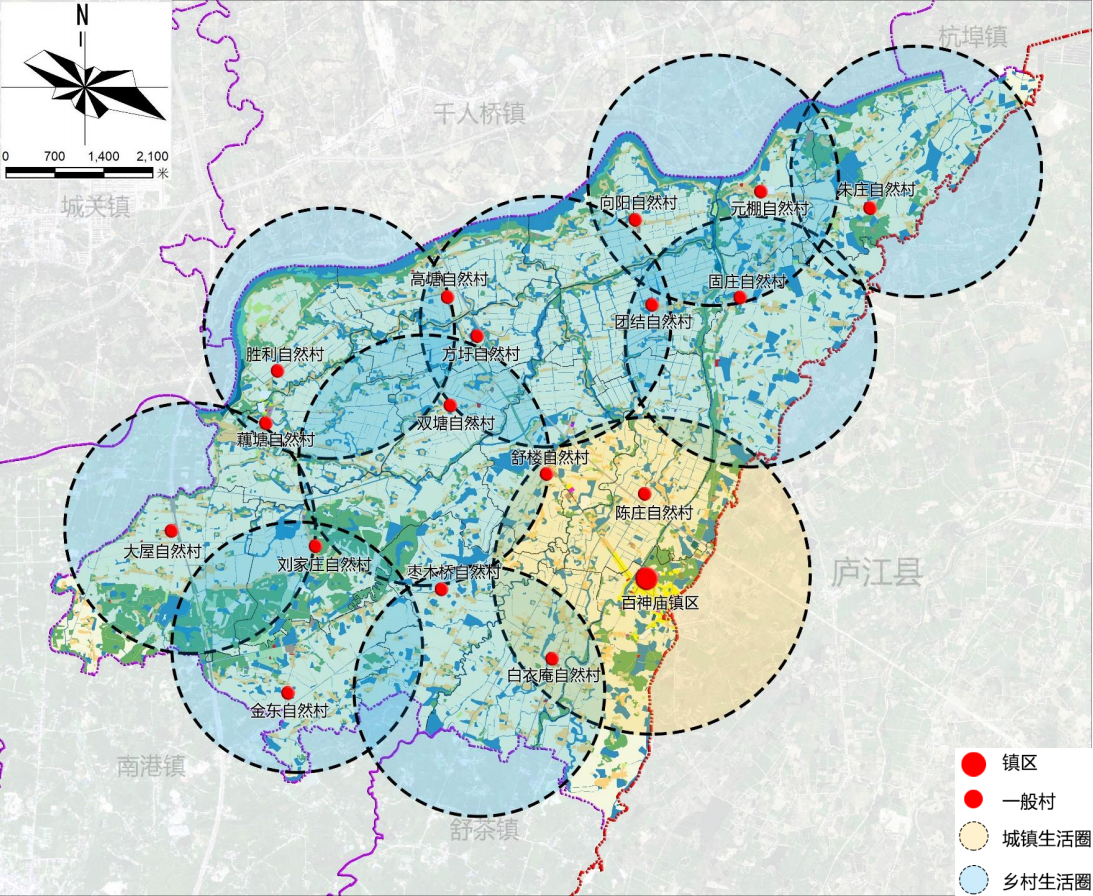 N
0 700 1,400 2,100
米
杭埠镇
千人桥镇
城关镇
朱庄自然村
向阳自然村
元棚自然村
高塘自然村
固庄自然村
团结自然村
胜利自然村
方圩自然村
双塘自然村
藕塘自然村
舒楼自然村
陈庄自然村
大屋自然村
刘家庄自然村
枣木桥自然村
庐江县
百神庙镇区
白衣庵自然村
金东自然村
南港镇
舒茶镇
镇区
一般村
城镇生活圈
乡村生活圈